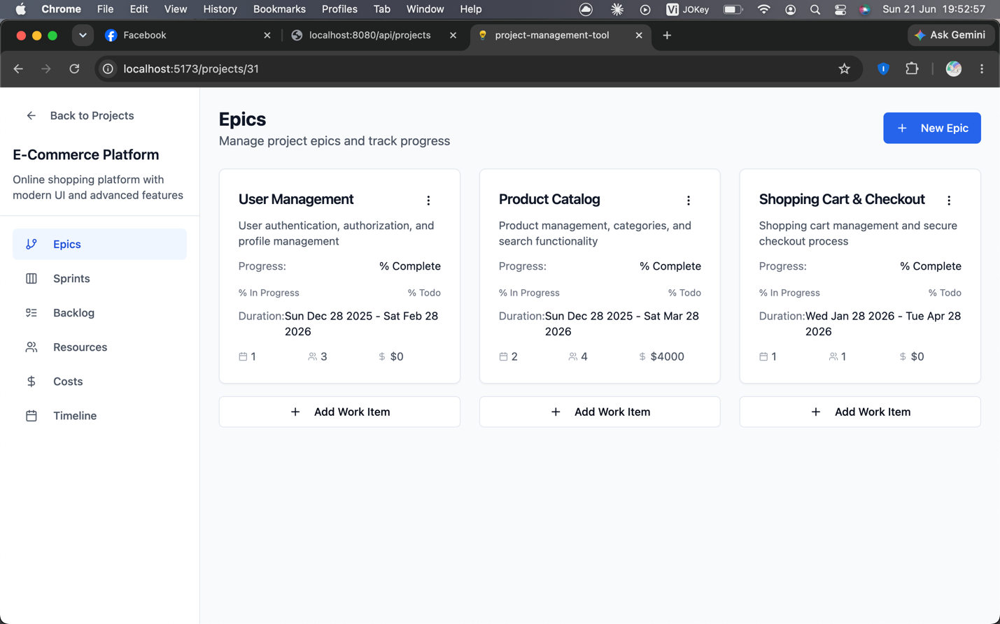 Chrome File Edit View History Bookmarks Profiles Tab Window Help Vi JOKey Sun 21 Jun 19:52:57
Facebook localhost:8080/api/projects project-management-tool Ask Gemini
localhost:5173/projects/31
Back to Projects
E-Commerce Platform
Online shopping platform with
modern UI and advanced features
Epics
Sprints
Backlog
Resources
Costs
Timeline
Epics
Manage project epics and track progress
New Epic
User Management
User authentication, authorization, and
profile management
Progress: % Complete
% In Progress % Todo
Duration:Sun Dec 28 2025 - Sat Feb 28
2026
1 3 $ $0
Add Work Item
Product Catalog
Product management, categories, and
search functionality
Progress: % Complete
% In Progress % Todo
Duration:Sun Dec 28 2025 - Sat Mar 28
2026
2 4 $ $4000
Add Work Item
Shopping Cart & Checkout
Shopping cart management and secure
checkout process
Progress: % Complete
% In Progress % Todo
Duration:Wed Jan 28 2026 - Tue Apr 28
2026
1 1 $ $0
Add Work Item